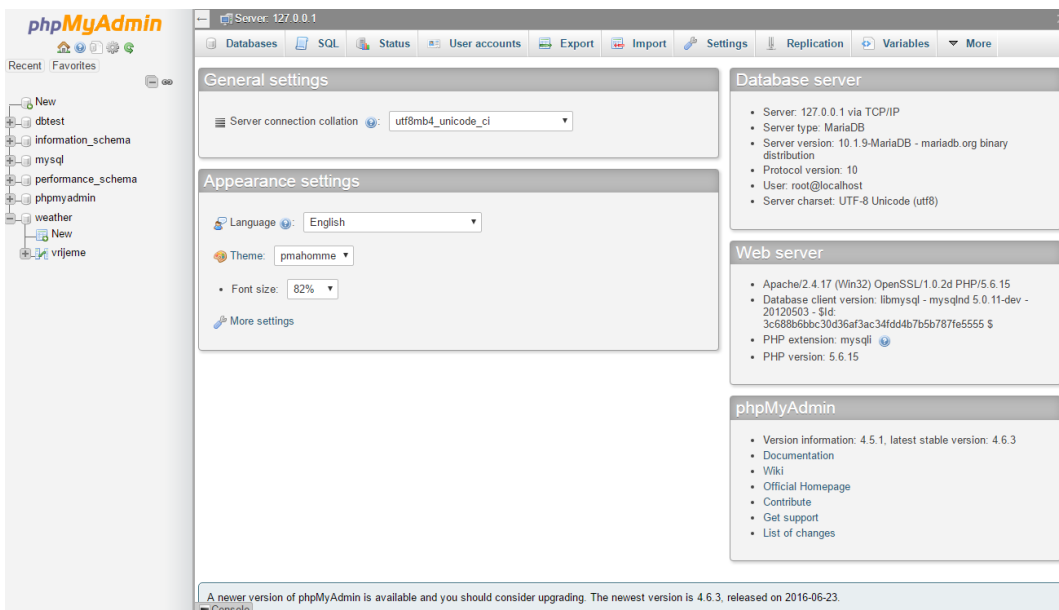 phpMyAdmin
Recent Favorites
New
dbtest
information_schema
mysql
performance_schema
phpmyadmin
weather
New
vrijeme
Server: 127.0.0.1
Databases SQL Status User accounts Export Import Settings Replication Variables More
General settings
Server connection collation : utf8mb4_unicode_ci
Appearance settings
Language : English
Theme: pmahomme
• Font size: 82%
More settings
Database server
• Server: 127.0.0.1 via TCP/IP
• Server type: MariaDB
• Server version: 10.1.9-MariaDB - mariadb.org binary
distribution
• Protocol version: 10
• User: root@localhost
• Server charset: UTF-8 Unicode (utf8)
Web server
• Apache/2.4.17 (Win32) OpenSSL/1.0.2d PHP/5.6.15
• Database client version: libmysql - mysqlnd 5.0.11-dev -
20120503 - $Id:
3c688b6bbc30d36af3ac34fdd4b7b5b787fe5555 $
• PHP extension: mysqli
• PHP version: 5.6.15
phpMyAdmin
• Version information: 4.5.1, latest stable version: 4.6.3
• Documentation
• Wiki
• Official Homepage
• Contribute
• Get support
• List of changes
A newer version of phpMyAdmin is available and you should consider upgrading. The newest version is 4.6.3, released on 2016-06-23.
Console